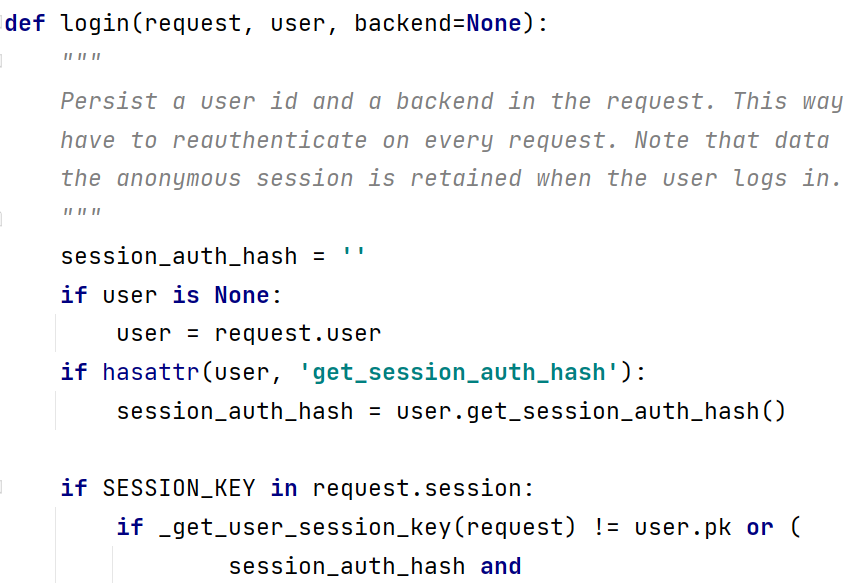 def login(request, user, backend=None):
    """
    Persist a user id and a backend in the request. This way
    have to reauthenticate on every request. Note that data
    the anonymous session is retained when the user logs in.
    """
    session_auth_hash = ''
    if user is None:
        user = request.user
    if hasattr(user, 'get_session_auth_hash'):
        session_auth_hash = user.get_session_auth_hash()

    if SESSION_KEY in request.session:
        if _get_user_session_key(request) != user.pk or (
                session_auth_hash and